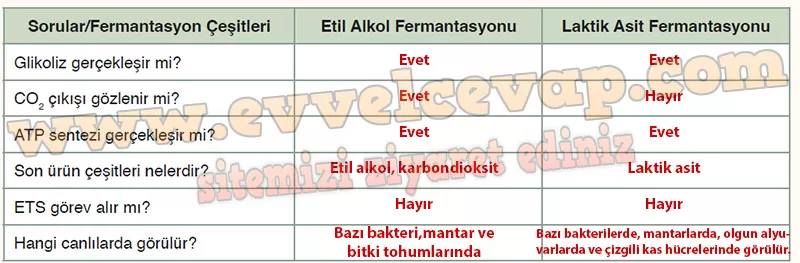 Sorular/Fermantasyon Çeşitleri Etil Alkol Fermantasyonu Laktik Asit Fermantasyonu
Glikoliz gerçekleşir mi? Evet Evet
CO₂ çıkışı gözlenir mi? Evet Hayır
www.evvelcevap.com
ATP sentezi gerçekleşir mi? Evet Evet
Son ürün çeşitleri nelerdir? Etil alkol, karbondioksit Laktik asit
sitemizi ziyaret ediniz
ETS görev alır mı? Hayır Hayır
Hangi canlılarda görülür? Bazı bakteri,mantar ve bitki tohumlarında
Bazı bakterilerde, mantarlarda, olgun alyu-
varlarda ve çizgili kas hücrelerinde görülür.